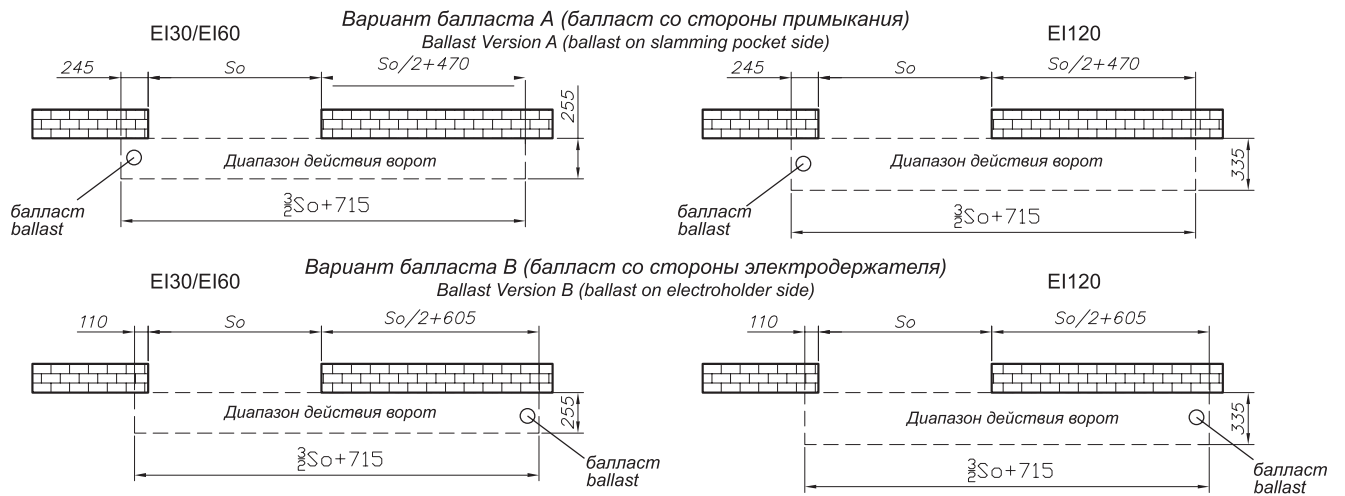 Вариант балласта А (балласт со стороны примыкания)
Ballast Version A (ballast on slamming pocket side)
EI30/EI60
245
So
So/2+470
255
Диапазон действия ворот
балласт
ballast
3/2So+715
EI120
245
So
So/2+470
335
Диапазон действия ворот
балласт
ballast
3/2So+715
Вариант балласта В (балласт со стороны электродержателя)
Ballast Version B (ballast on electroholder side)
EI30/EI60
110
So
So/2+605
255
Диапазон действия ворот
3/2So+715
балласт
ballast
EI120
110
So
So/2+605
335
Диапазон действия ворот
3/2So+715
балласт
ballast